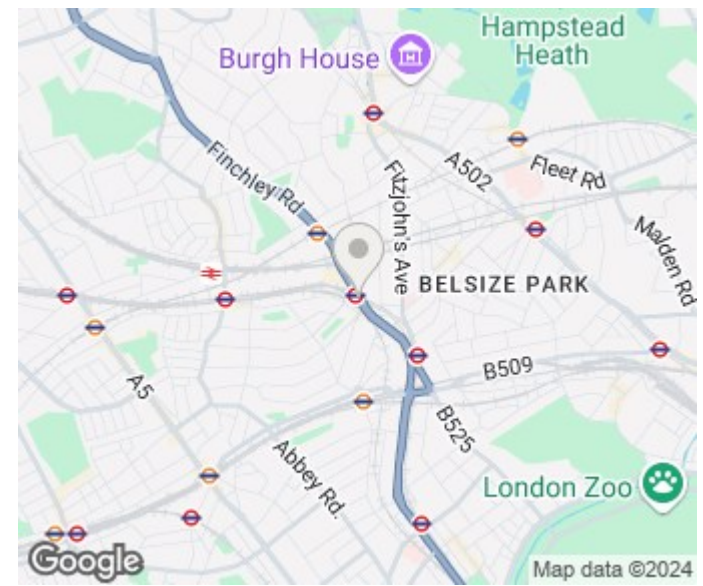 Hampstead
Heath
Burgh House
Finchley Rd
Fitzjohn's Ave
A502
Fleet Rd
Malden Rd
BELSIZE PARK
A5
B509
B525
Abbey Rd.
London Zoo
Google
Map data ©2024